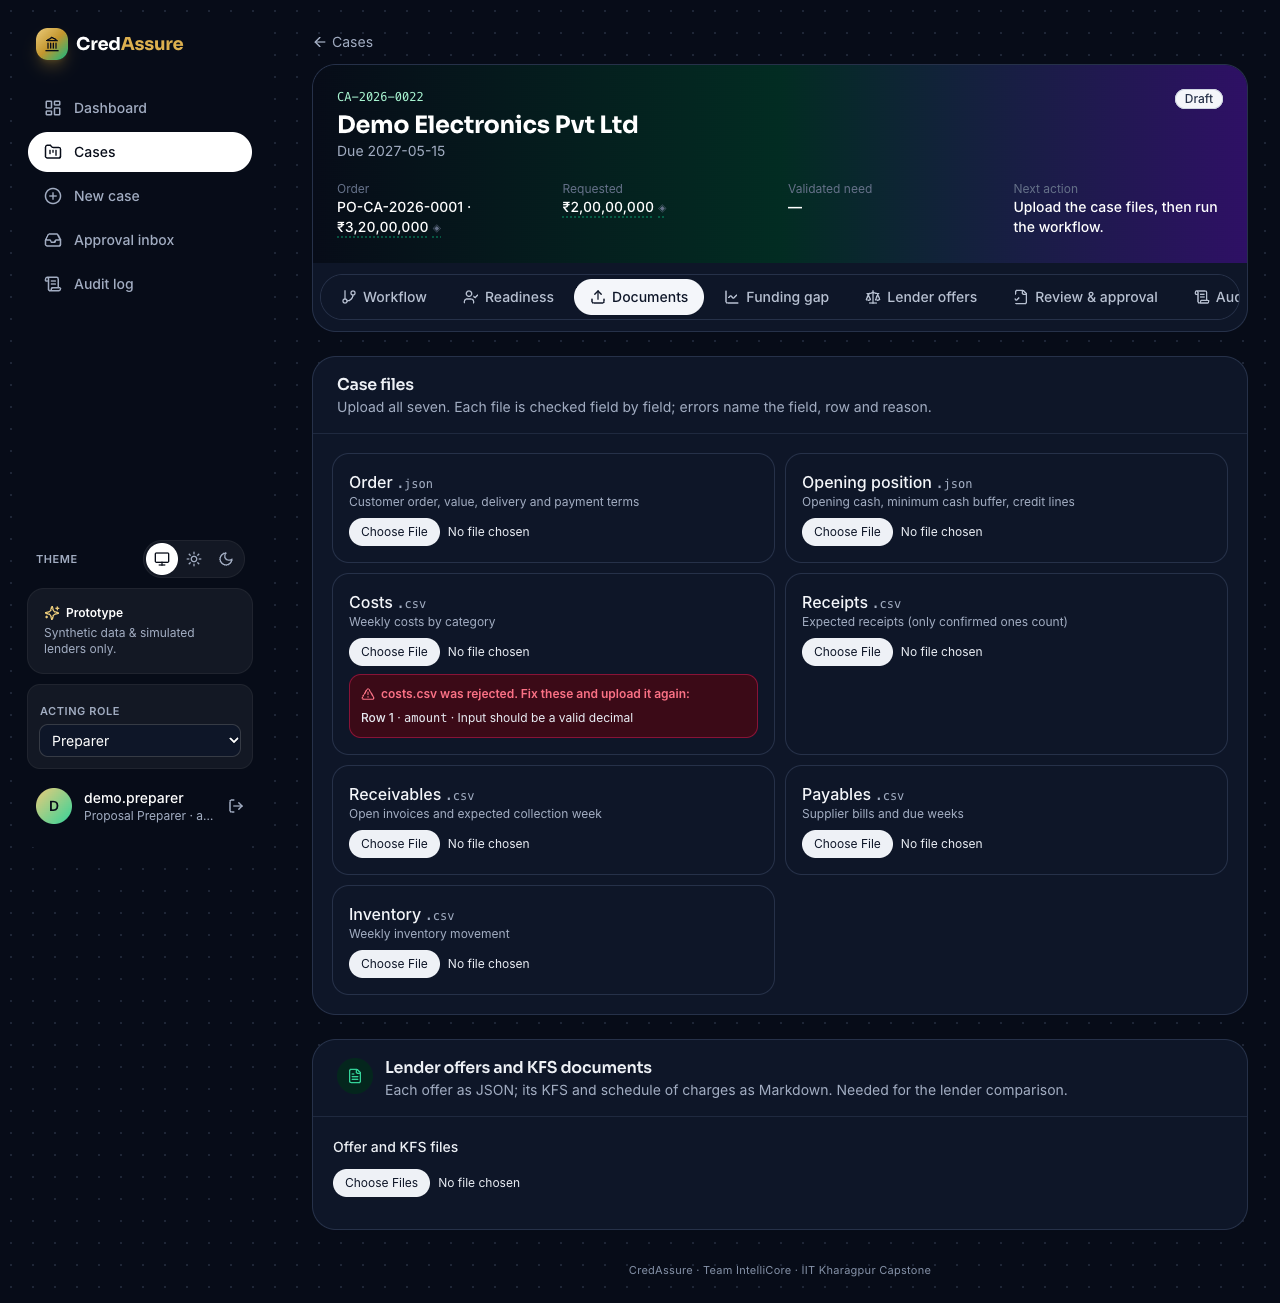 CredAssure
Dashboard
Cases
New case
Approval inbox
Audit log
THEME
Prototype
Synthetic data & simulated
lenders only.
ACTING ROLE
Preparer
D
demo.preparer
Proposal Preparer · a...
← Cases
CA-2026-0022
Draft
Demo Electronics Pvt Ltd
Due 2027-05-15
Order
PO-CA-2026-0001 ·
₹3,20,00,000
Requested
₹2,00,00,000
Validated need
—
Next action
Upload the case files, then run
the workflow.
Workflow
Readiness
Documents
Funding gap
Lender offers
Review & approval
Auc
Case files
Upload all seven. Each file is checked field by field; errors name the field, row and reason.
Order .json
Customer order, value, delivery and payment terms
Choose File No file chosen
Opening position .json
Opening cash, minimum cash buffer, credit lines
Choose File No file chosen
Costs .csv
Weekly costs by category
Choose File No file chosen
costs.csv was rejected. Fix these and upload it again:
Row 1 · amount · Input should be a valid decimal
Receipts .csv
Expected receipts (only confirmed ones count)
Choose File No file chosen
Receivables .csv
Open invoices and expected collection week
Choose File No file chosen
Payables .csv
Supplier bills and due weeks
Choose File No file chosen
Inventory .csv
Weekly inventory movement
Choose File No file chosen
Lender offers and KFS documents
Each offer as JSON; its KFS and schedule of charges as Markdown. Needed for the lender comparison.
Offer and KFS files
Choose Files No file chosen
CredAssure · Team IntelliCore · IIT Kharagpur Capstone